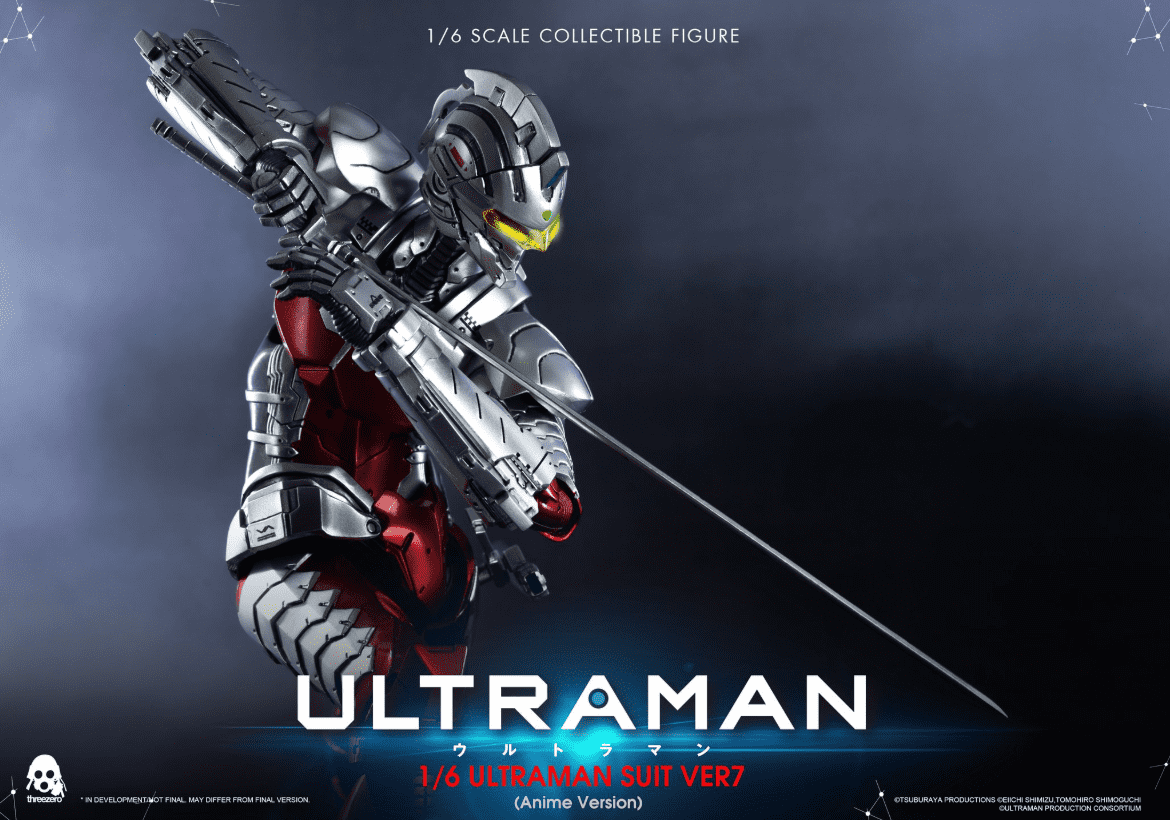 1/6 SCALE COLLECTIBLE FIGURE
ULTRAMAN
ウルトラマン
1/6 ULTRAMAN SUIT VER7
(Anime Version)
threezero
* IN DEVELOPMENT/NOT FINAL. MAY DIFFER FROM FINAL VERSION.
©TSUBURAYA PRODUCTIONS ©EIICHI SHIMIZU,TOMOHIRO SHIMOGUCHI
©ULTRAMAN PRODUCTION CONSORTIUM